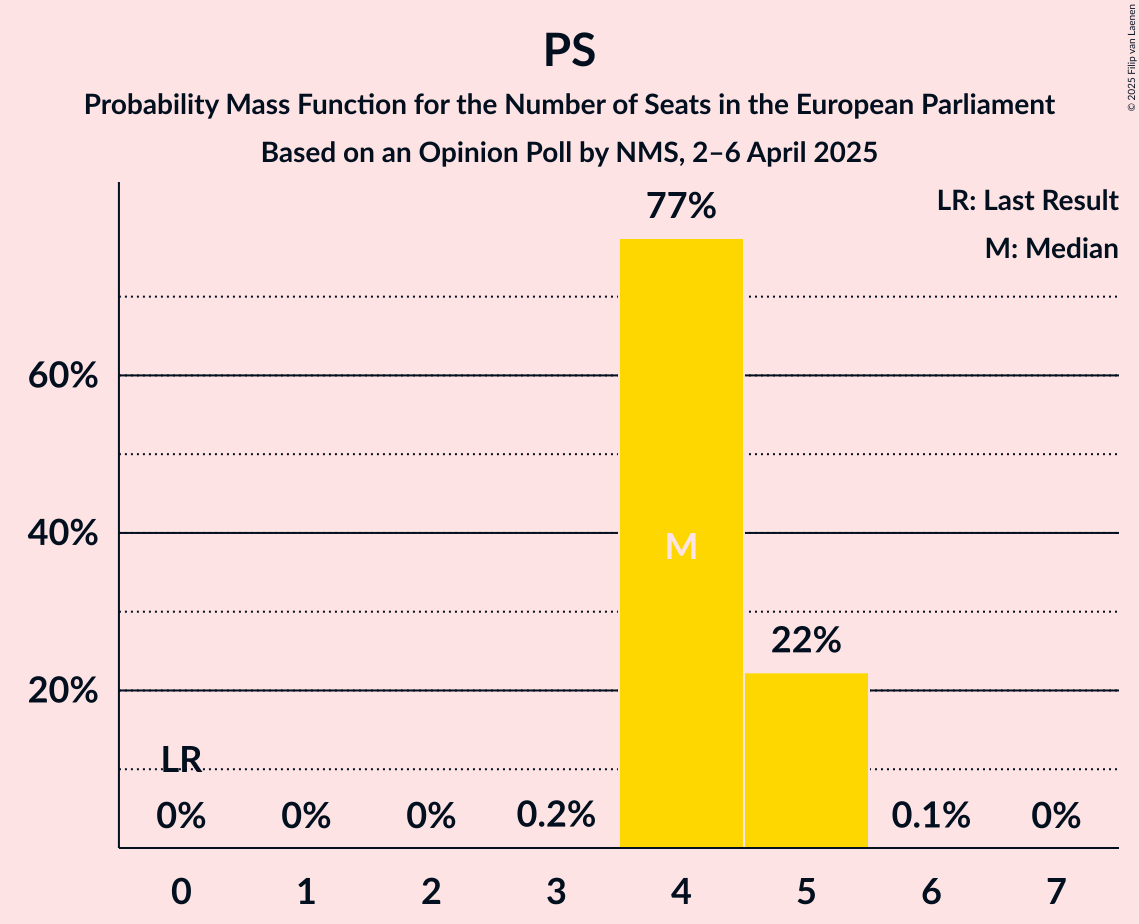 PS
Probability Mass Function for the Number of Seats in the European Parliament
Based on an Opinion Poll by NMS, 2–6 April 2025
© 2025 Filip van Laenen
LR: Last Result
M: Median
77%
60%
40%
M
22%
20%
LR
0%
0%
0%
0.2%
0.1%
0%
0
1
2
3
4
5
6
7